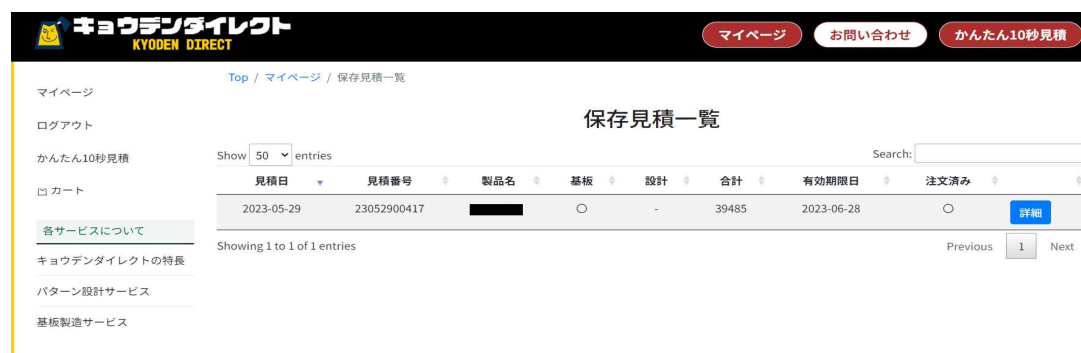 キョウデンダイレクト
KYODEN DIRECT
マイページ
お問い合わせ
かんたん10秒見積
Top / マイページ / 保存見積一覧
マイページ
ログアウト
かんたん10秒見積
カート
各サービスについて
キョウデンダイレクトの特長
パターン設計サービス
基板製造サービス
保存見積一覧
Show 50 entries
Search:
見積日 見積番号 製品名 基板 設計 合計 有効期限日 注文済み
2023-05-29 23052900417 〇 - 39485 2023-06-28 〇 詳細
Showing 1 to 1 of 1 entries
Previous 1 Next